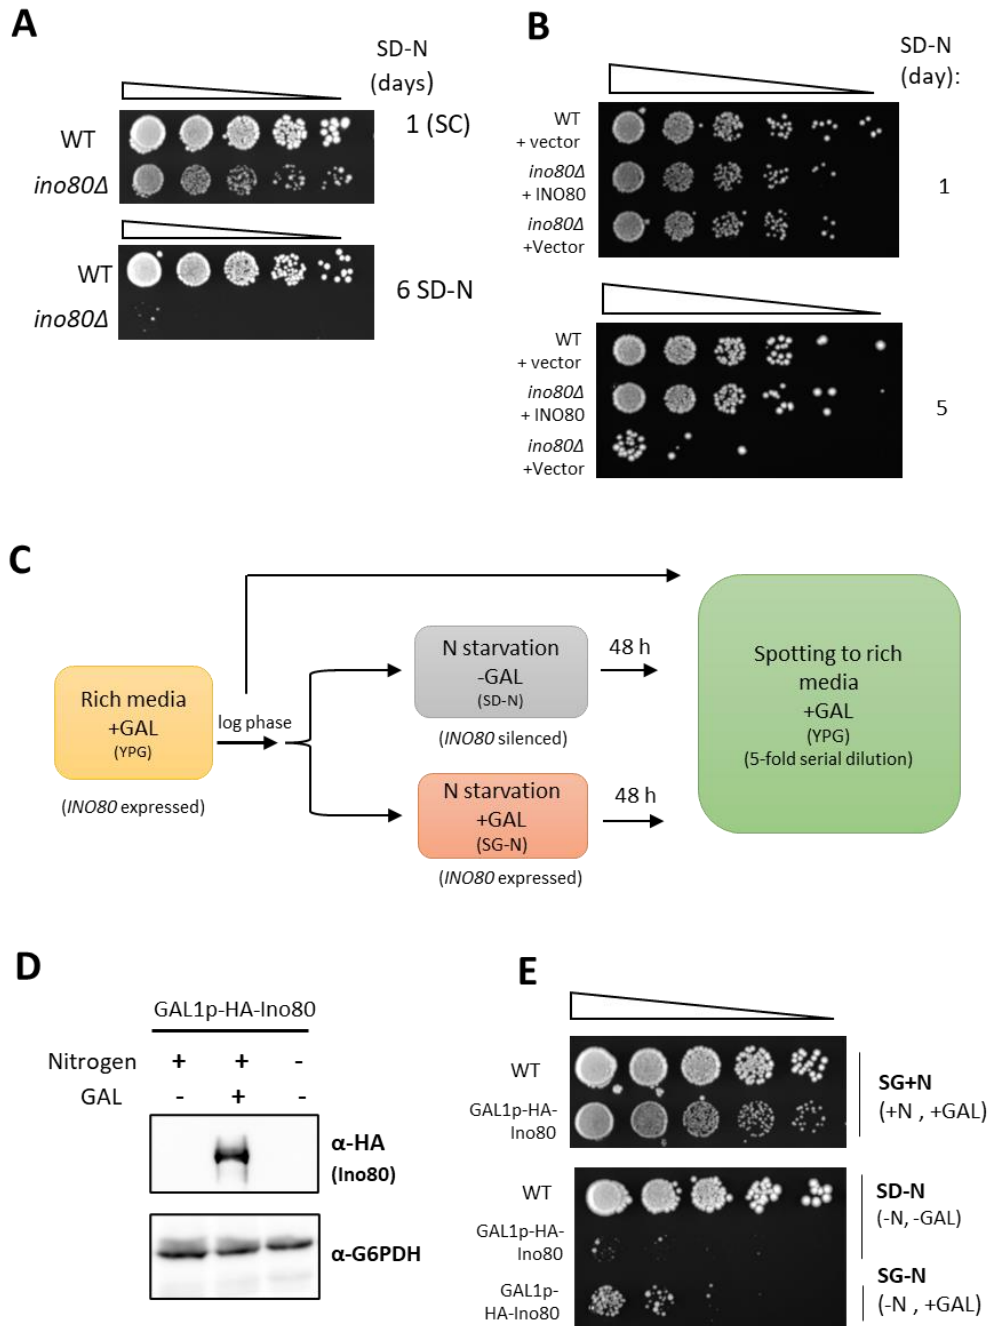 A
SD-N
(days)
WT
1 (SC)
ino80Δ
WT
6 SD-N
ino80Δ
B
SD-N
(day):
WT
+ vector
ino80Δ
+ INO80
1
ino80Δ
+Vector
WT
+ vector
ino80Δ
+ INO80
5
ino80Δ
+Vector
C
Rich media
+GAL
(YPG)
(INO80 expressed)
log phase
N starvation
-GAL
(SD-N)
(INO80 silenced)
48 h
N starvation
+GAL
(SG-N)
(INO80 expressed)
48 h
Spotting to rich
media
+GAL
(YPG)
(5-fold serial dilution)
D
GAL1p-HA-Ino80
Nitrogen + + -
GAL - + -
α-HA
(Ino80)
α-G6PDH
E
WT
GAL1p-HA-
Ino80
SG+N
(+N , +GAL)
WT
GAL1p-HA-
Ino80
SD-N
(-N, -GAL)
GAL1p-
HA-Ino80
SG-N
(-N , +GAL)